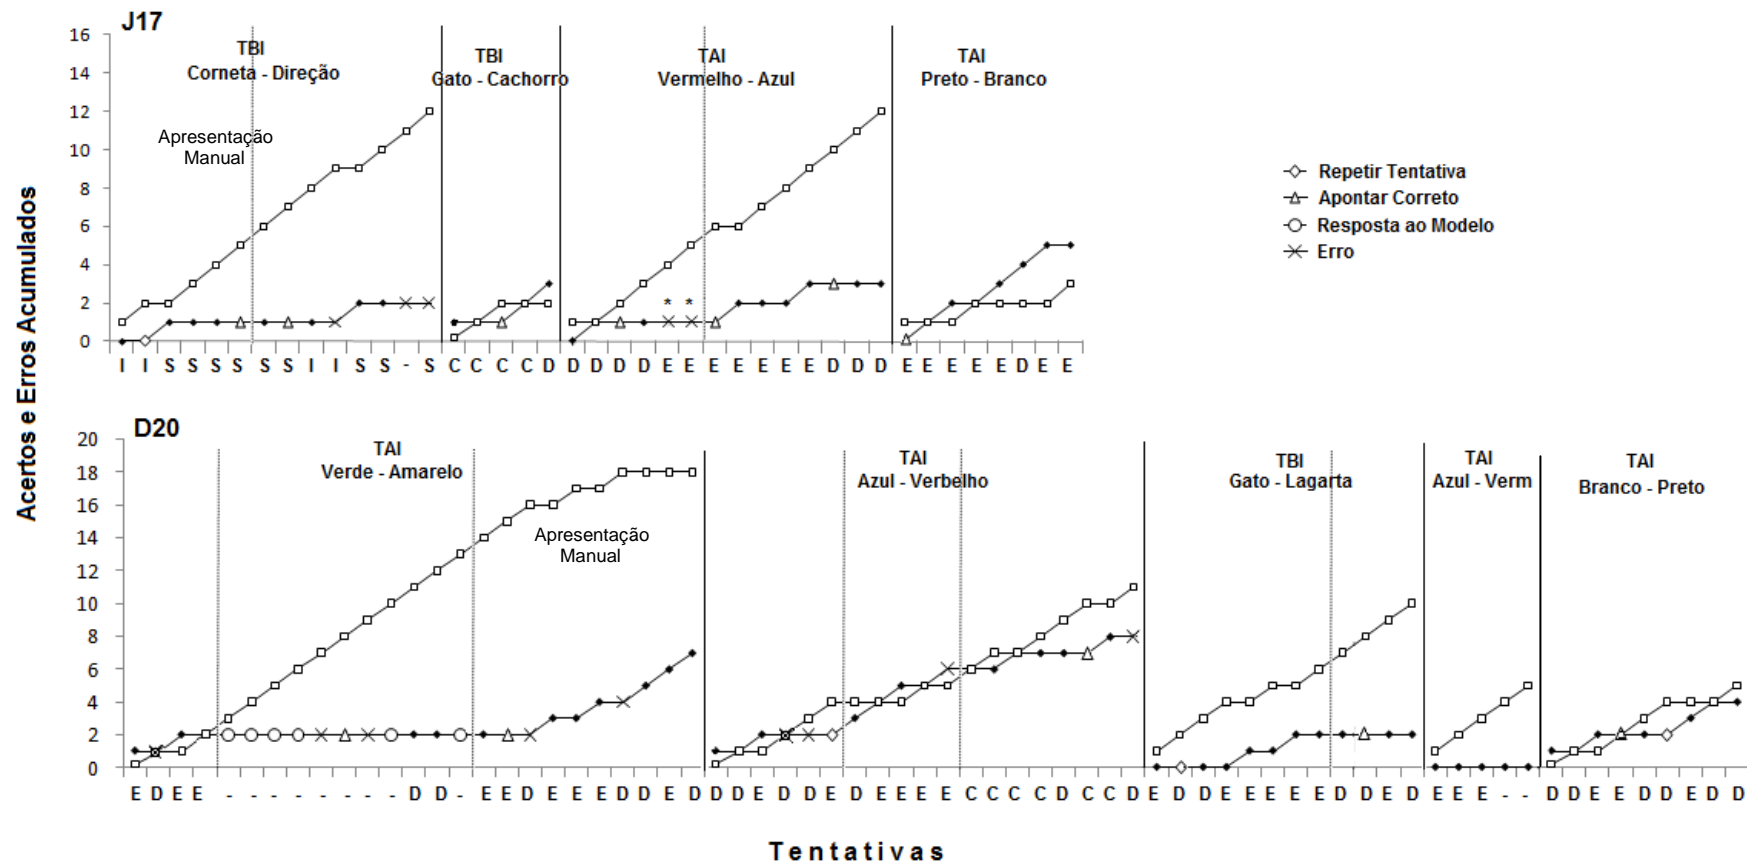 J17
16
14
12
10
8
6
4
2
0
TBI
Corneta - Direção
TBI
Gato - Cachorro
TAI
Vermelho - Azul
TAI
Preto - Branco
Apresentação
Manual
* *
I I S S S S S S I I S S - S C C C C D D D D D E E E E E E E D D D E E E E E D E E
Repetir Tentativa
Apontar Correto
Resposta ao Modelo
Erro
Acertos e Erros Acumulados
D20
20
18
16
14
12
10
8
6
4
2
0
TAI
Verde - Amarelo
TAI
Azul - Verbelho
TBI
Gato - Lagarta
TAI
Azul - Verm
TAI
Branco - Preto
Apresentação
Manual
E D E E - - - - - - - - D D - E E D E E E D D E D D D E D D E D E E E E C C C C D C C D E D D E E E E E D D E D E E E - - D D E E D D E D D
Tentativas